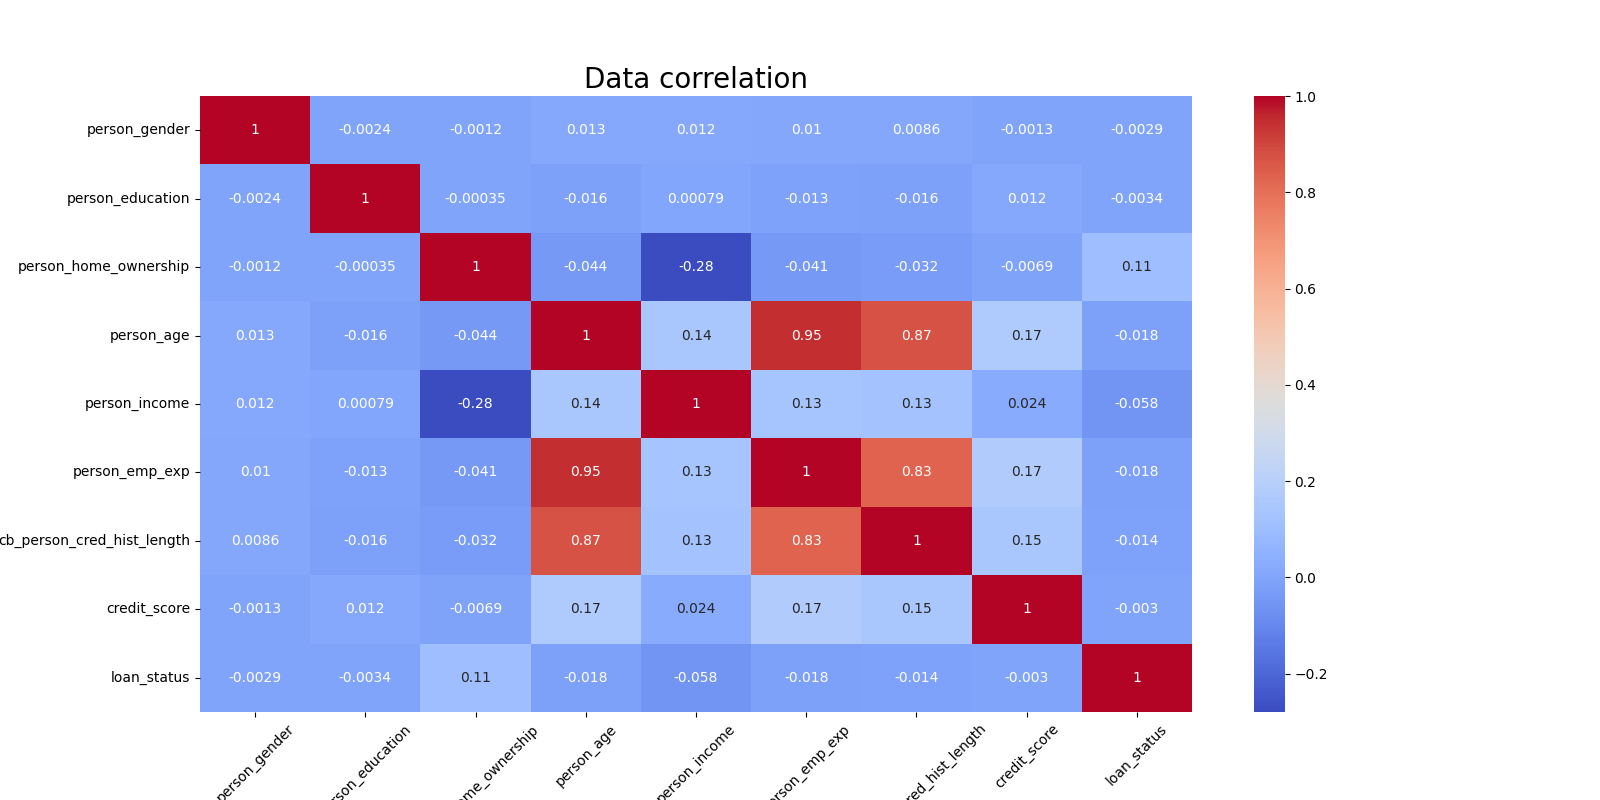 Data correlation
person_gender 1 -0.0024 -0.0012 0.013 0.012 0.01 0.0086 -0.0013 -0.0029 1.0
person_education -0.0024 1 -0.00035 -0.016 0.00079 -0.013 -0.016 0.012 -0.0034 0.8
person_home_ownership -0.0012 -0.00035 1 -0.044 -0.28 -0.041 -0.032 -0.0069 0.11 0.6
person_age 0.013 -0.016 -0.044 1 0.14 0.95 0.87 0.17 -0.018
person_income 0.012 0.00079 -0.28 0.14 1 0.13 0.13 0.024 -0.058 0.4
person_emp_exp 0.01 -0.013 -0.041 0.95 0.13 1 0.83 0.17 -0.018 0.2
cb_person_cred_hist_length 0.0086 -0.016 -0.032 0.87 0.13 0.83 1 0.15 -0.014 0.0
credit_score -0.0013 0.012 -0.0069 0.17 0.024 0.17 0.15 1 -0.003
loan_status -0.0029 -0.0034 0.11 -0.018 -0.058 -0.018 -0.014 -0.003 1 −0.2
person_gender rson_education me_ownership person_age person_income rson_emp_exp red_hist_length credit_score loan_status